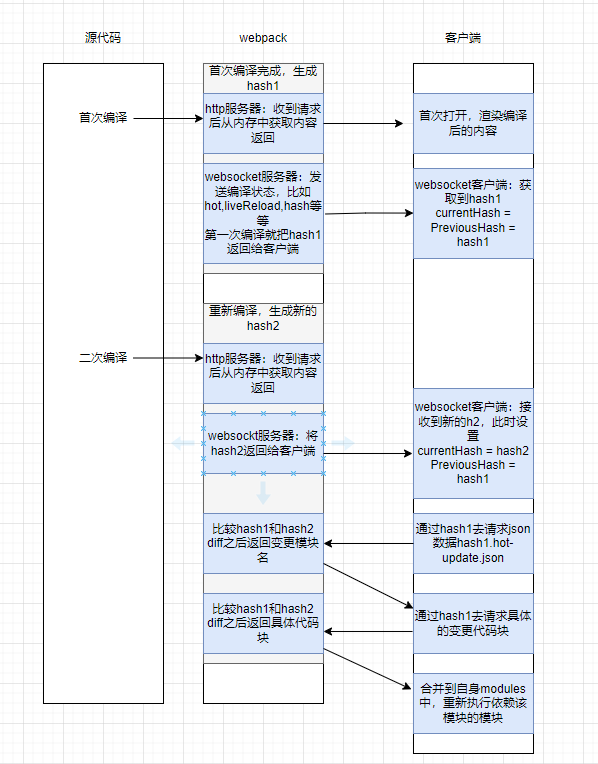 源代码
webpack
客户端
首次编译完成，生成
hash1
首次编译
http服务器：收到请求
后从内存中获取内容
返回
首次打开，渲染编译
后的内容
websocket服务器：发
送编译状态，比如
hot,liveReload,hash等
等
第一次编译就把hash1
返回给客户端
websocket客户端：获
取到hash1
currentHash =
PreviousHash =
hash1
重新编译，生成新的
hash2
二次编译
http服务器：收到请求
后从内存中获取内容
返回
websockt服务器：将
hash2返回给客户端
websocket客户端：接
收到新的h2，此时设
置
currentHash = hash2
PreviousHash =
hash1
比较hash1和hash2
diff之后返回变更模块
名
通过hash1去请求json
数据hash1.hot-
update.json
比较hash1和hash2
diff之后返回具体代码
块
通过hash1去请求具体
的变更代码块
合并到自身modules
中，重新执行依赖该
模块的模块